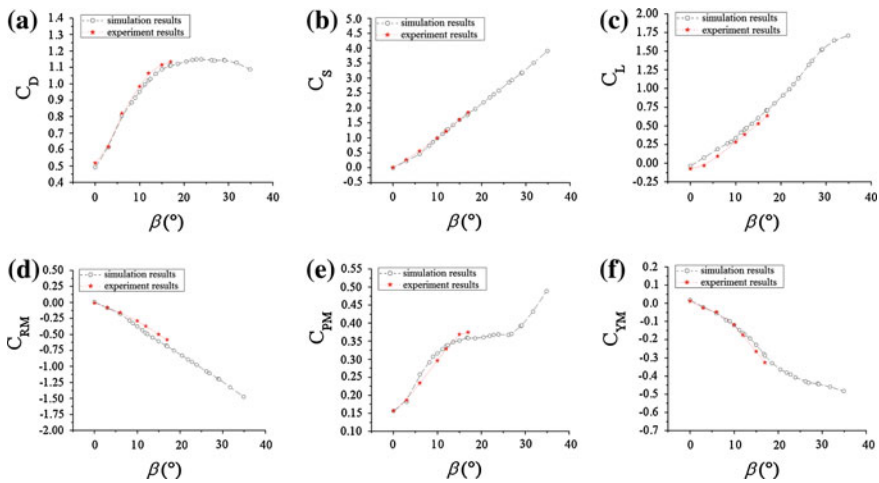 (a)
simulation results
experiment results
C_D
1.4
1.3
1.2
1.1
1.0
0.9
0.8
0.7
0.6
0.5
0.4
0 10 20 30 40
β(°)
(b)
simulation results
experiment results
C_S
5.5
5.0
4.5
4.0
3.5
3.0
2.5
2.0
1.5
1.0
0.5
0.0
-0.5
0 10 20 30 40
β(°)
(c)
simulation results
experiment results
C_L
2.00
1.75
1.50
1.25
1.00
0.75
0.50
0.25
0.00
-0.25
0 10 20 30 40
β(°)
(d)
simulation results
experiment results
C_RM
0.50
0.25
0.00
-0.25
-0.50
-0.75
-1.00
-1.25
-1.50
-1.75
-2.00
0 10 20 30 40
β(°)
(e)
simulation results
experiment results
C_PM
0.55
0.50
0.45
0.40
0.35
0.30
0.25
0.20
0.15
0.10
0 10 20 30 40
β(°)
(f)
simulation results
experiment results
C_YM
0.2
0.1
0.0
-0.1
-0.2
-0.3
-0.4
-0.5
-0.6
-0.7
0 10 20 30 40
β(°)